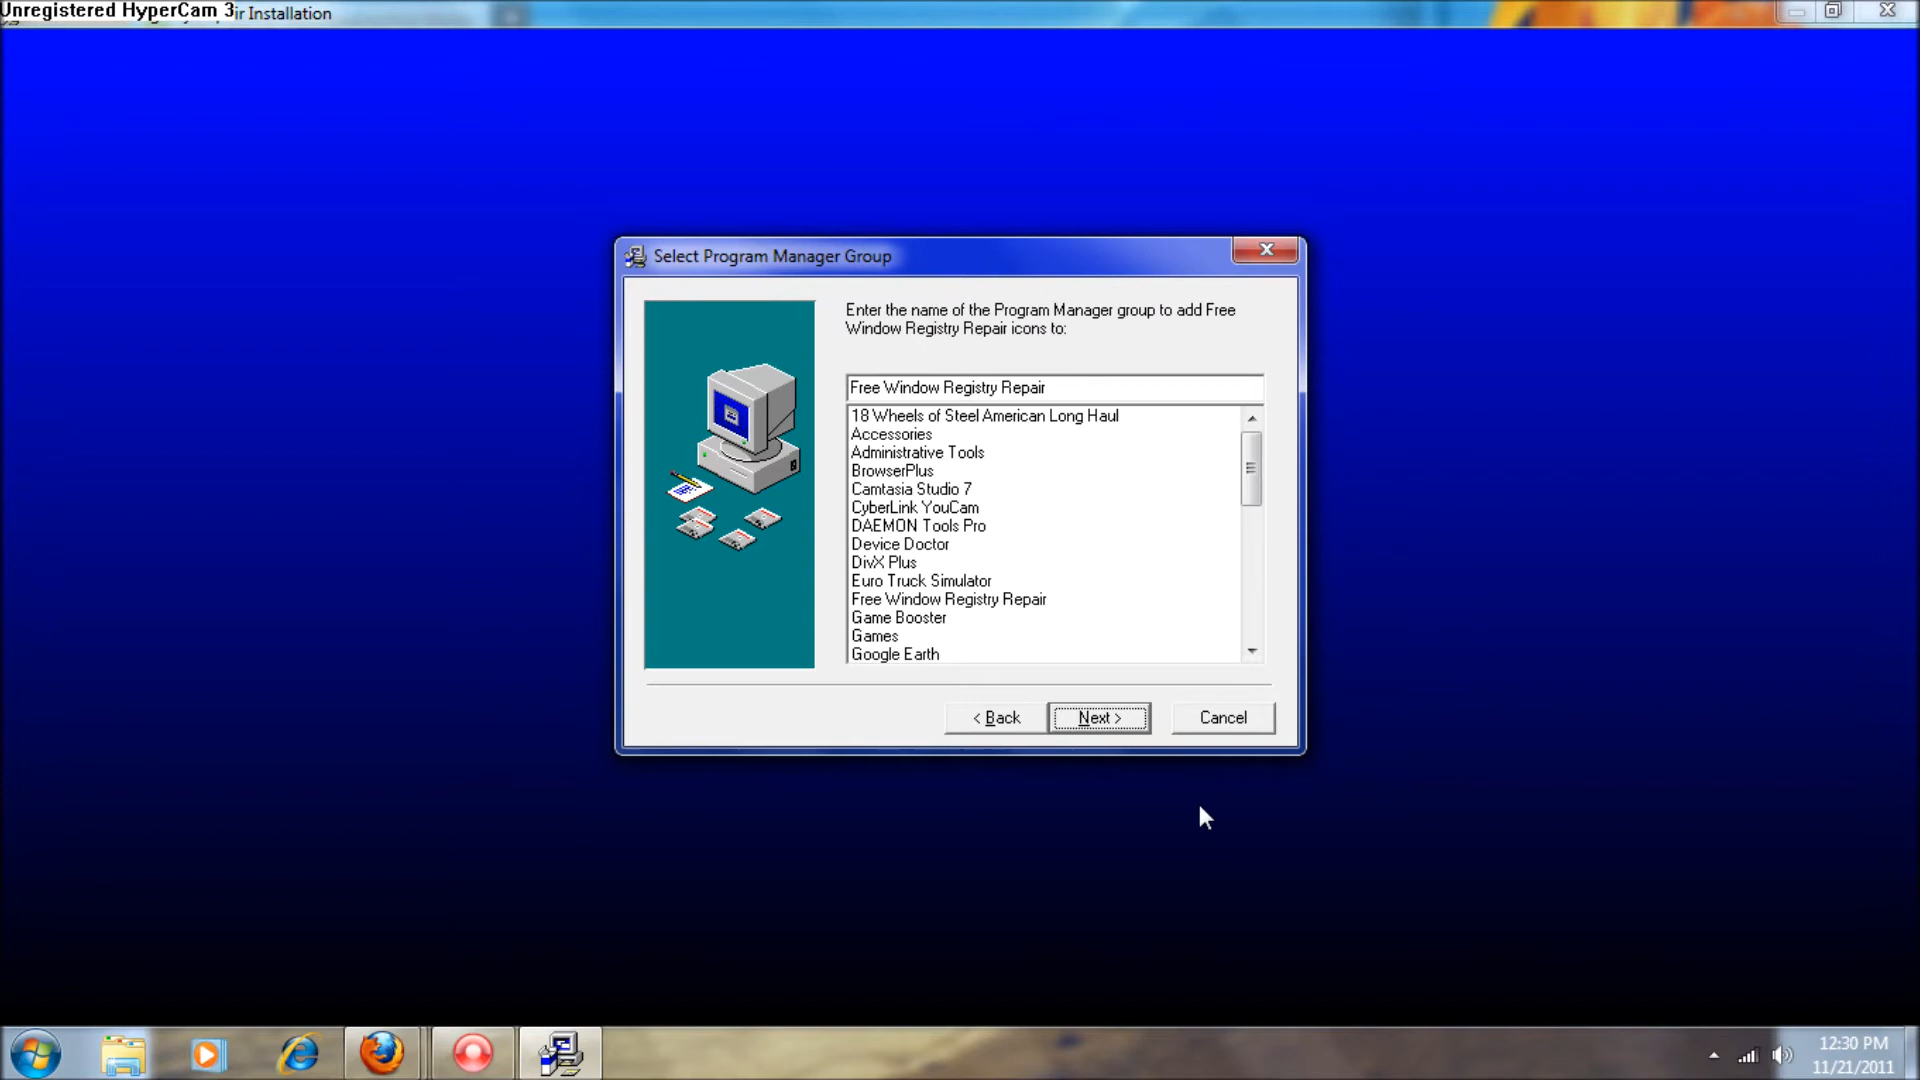 Unregistered HyperCam 3
ir Installation
Select Program Manager Group
Enter the name of the Program Manager group to add Free
Window Registry Repair icons to:
Free Window Registry Repair
18 Wheels of Steel American Long Haul
Accessories
Administrative Tools
BrowserPlus
Camtasia Studio 7
CyberLink YouCam
DAEMON Tools Pro
Device Doctor
DivX Plus
Euro Truck Simulator
Free Window Registry Repair
Game Booster
Games
Google Earth
< Back
Next >
Cancel
12:30 PM
11/21/2011